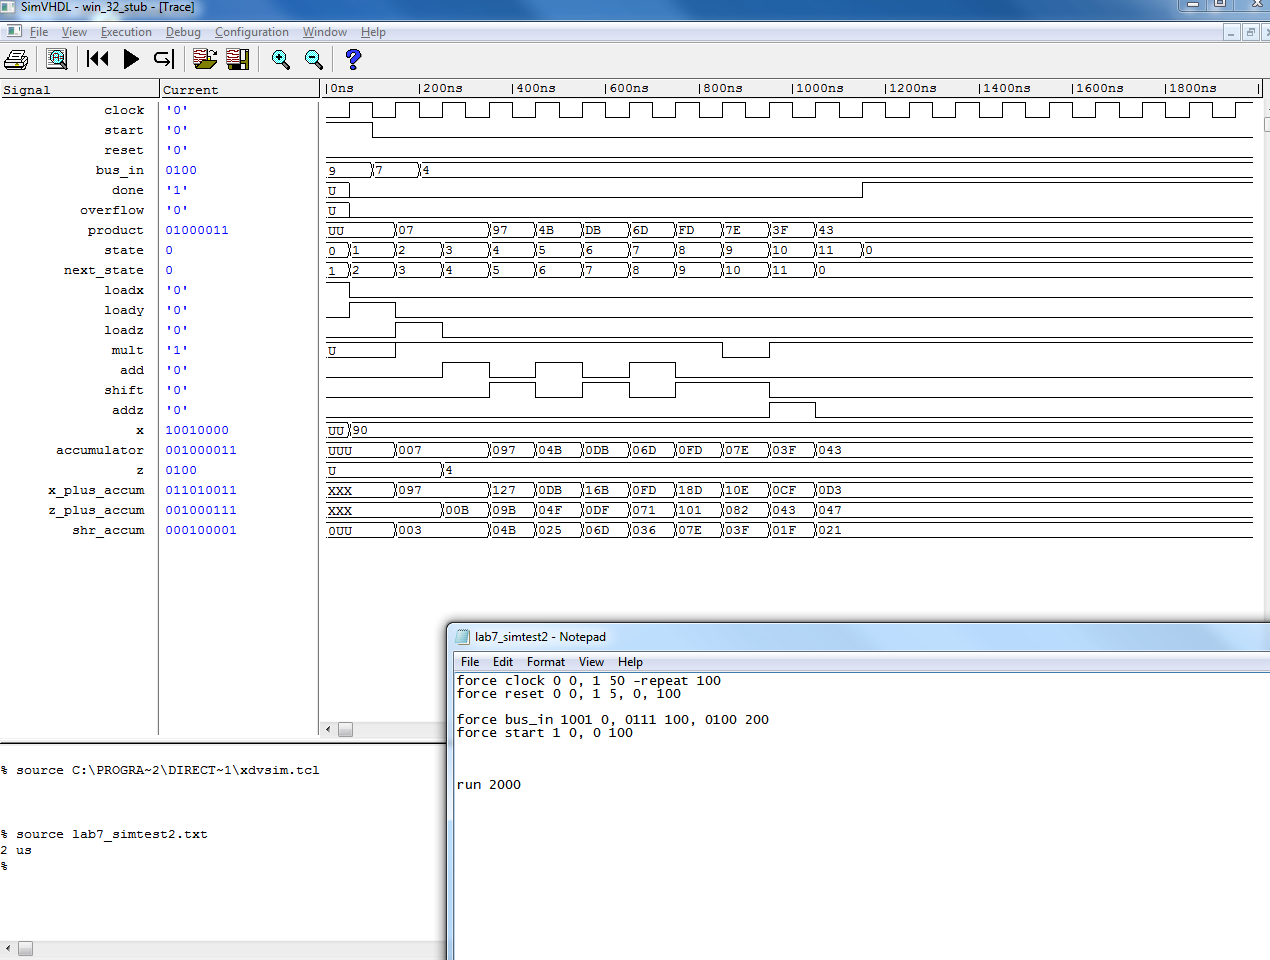 SimVHDL - win_32_stub - [Trace]
File View Execution Debug Configuration Window Help
Signal Current 0ns 200ns 400ns 600ns 800ns 1000ns 1200ns 1400ns 1600ns 1800ns
clock '0'
start '0'
reset '0'
bus_in 0100 9 7 4
done '1' U
overflow '0' U
product 01000011 UU 07 97 4B DB 6D FD 7E 3F 43
state 0 0 1 2 3 4 5 6 7 8 9 10 11 0
next_state 0 1 2 3 4 5 6 7 8 9 10 11 0
loadx '0'
loady '0'
loadz '0'
mult '1' U
add '0'
shift '0'
addz '0'
x 10010000 UU 90
accumulator 001000011 UUU 007 097 04B 0DB 06D 0FD 07E 03F 043
z 0100 U 4
x_plus_accum 011010011 XXX 097 127 0DB 16B 0FD 18D 10E 0CF 0D3
z_plus_accum 001000111 XXX 00B 09B 04F 0DF 071 101 082 043 047
shr_accum 000100001 0UU 003 04B 025 06D 036 07E 03F 01F 021
% source C:\PROGRA~2\DIRECT~1\xdvsim.tcl
% source lab7_simtest2.txt
2 us
%
lab7_simtest2 - Notepad
File Edit Format View Help
force clock 0 0, 1 50 -repeat 100
force reset 0 0, 1 5, 0, 100
force bus_in 1001 0, 0111 100, 0100 200
force start 1 0, 0 100
run 2000